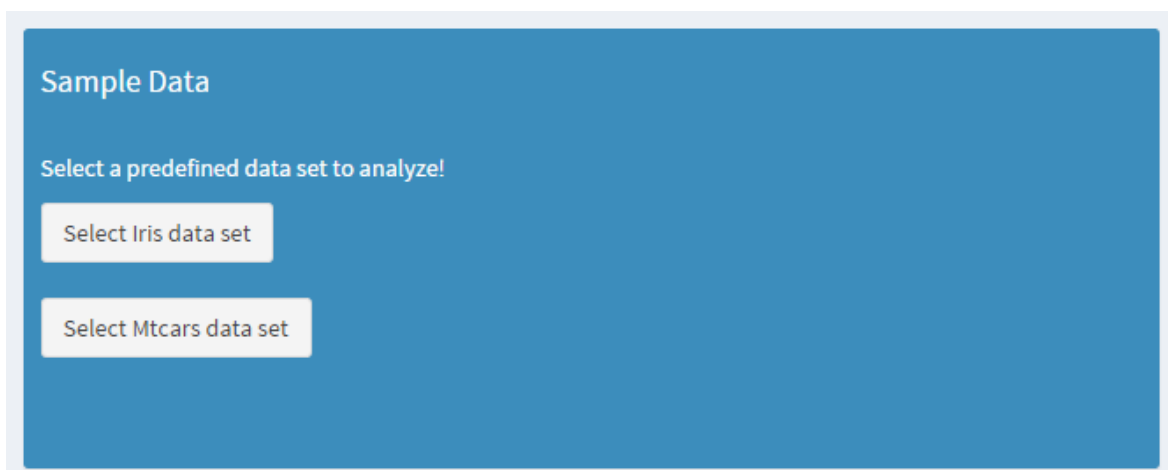 Sample Data
Select a predefined data set to analyze!
Select Iris data set
Select Mtcars data set